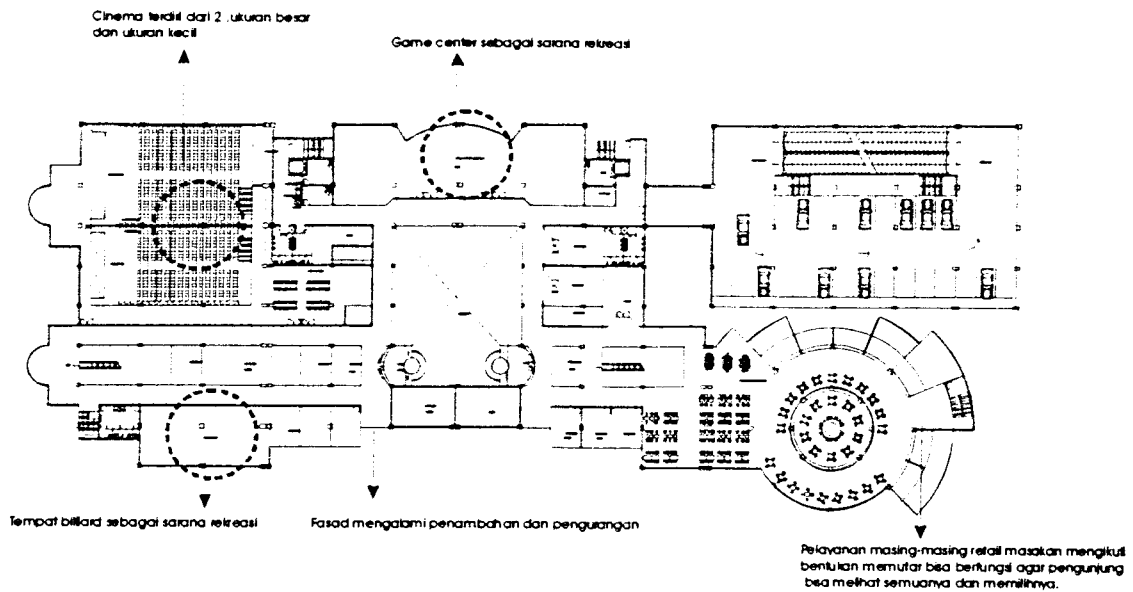 Cinema terdiri dari 2 ,ukuran besar
dan ukuran kecil
Game center sebagai sarana rekreasi
Tempat billiard sebagai sarana rekreasi
Fasad mengalami penambahan dan pengurangan
Pelayanan masing-masing retail masakan mengikuti
bentukan memutar bisa berfungsi agar pengunjung
bisa melihat semuanya dan memilihnya.